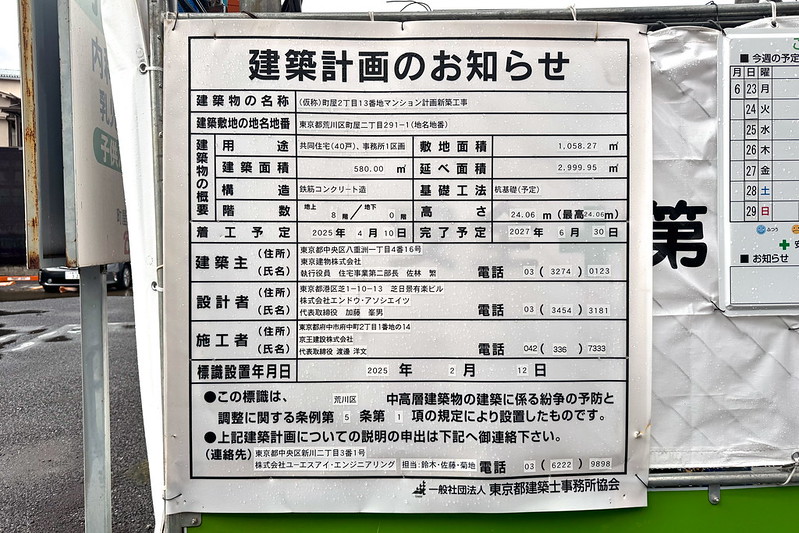 建築計画のお知らせ
建築物の名称 (仮称)町屋2丁目13番地マンション計画新築工事
建築敷地の地名地番 東京都荒川区町屋二丁目291-1(地名地番)
建築物の概要
用途 共同住宅(40戸)、事務所1区画 敷地面積 1,058.27 ㎡
建築面積 580.00 ㎡ 延べ面積 2,999.95 ㎡
構造 鉄筋コンクリート造 基礎工法 杭基礎(予定)
階数 地上 8 階/地下 0 階 高さ 24.06 m (最高24.06m)
着工予定 2025年 4月10日 完了予定 2027年 6月 30日
建築主 (住所) 東京都中央区八重洲一丁目4番16号
東京建物株式会社
(氏名) 執行役員 住宅事業第二部長 佐林 繁 電話 03 ( 3274 ) 0123
設計者 (住所) 東京都港区芝1-10-13 芝日景有楽ビル
株式会社エンドウ・アソシエイツ
(氏名) 代表取締役 加藤 峯男 電話 03 ( 3454 ) 3181
施工者 (住所) 東京都府中市府中町2丁目1番地の14
京王建設株式会社
(氏名) 代表取締役 渡邊 洋文 電話 042 ( 336 ) 7333
標識設置年月日 2025 年 2 月 12 日
●この標識は、 荒川区 中高層建築物の建築に係る紛争の予防と
調整に関する条例第 5 条第 1 項の規定により設置したものです。
●上記建築計画についての説明の申出は下記へ御連絡下さい。
(連絡先) 東京都中央区新川二丁目3番1号
株式会社ユーエスアイ・エンジニアリング 担当:鈴木・佐藤・菊地 電話 03 ( 6222 ) 9898
一般社団法人 東京都建築士事務所協会
第
■今週の予定
月 日 曜
6 23 月
24 火
25 水
26 木
27 金
28 土
29 日
ふつう
■お知らせ
内
乳
子供